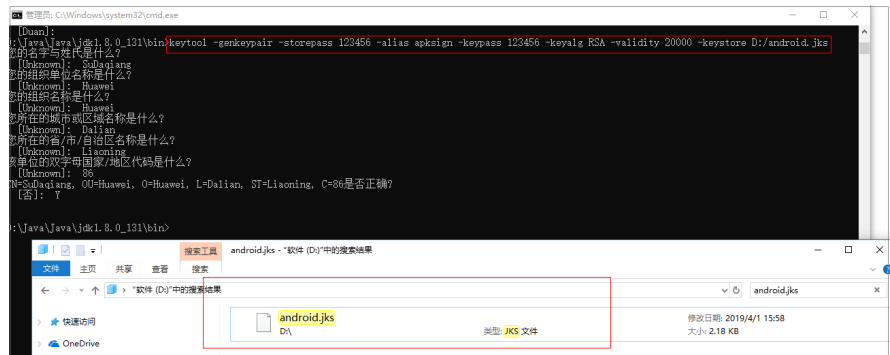 管理员: C:\Windows\system32\cmd.exe
[Duan]:
:\Java\Java\jdk1.8.0_131\bin>keytool -genkeypair -storepass 123456 -alias apksign -keypass 123456 -keyalg RSA -validity 20000 -keystore D:/android.jks
您的名字与姓氏是什么?
[Unknown]: SuDaqiang
您的组织单位名称是什么?
[Unknown]: Huawei
您的组织名称是什么?
[Unknown]: Huawei
您所在的城市或区域名称是什么?
[Unknown]: Dalian
您所在的省/市/自治区名称是什么?
[Unknown]: Liaoning
该单位的双字母国家/地区代码是什么?
[Unknown]: 86
CN=SuDaqiang, OU=Huawei, O=Huawei, L=Dalian, ST=Liaoning, C=86是否正确?
[否]: Y
:\Java\Java\jdk1.8.0_131\bin>
搜索工具 android.jks - "软件 (D:)"中的搜索结果
文件 主页 共享 查看 搜索
"软件 (D:)"中的搜索结果 android.jks
快速访问 android.jks 修改日期: 2019/4/1 15:58
D:\ 类型: JKS 文件 大小: 2.18 KB
OneDrive